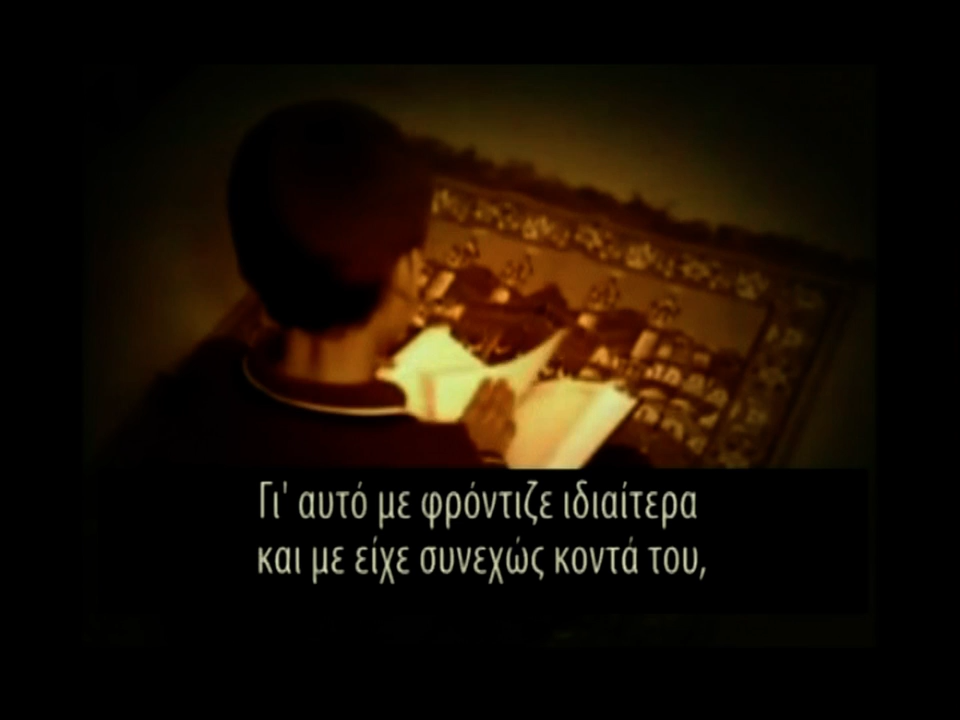 Γι' αυτό με φρόντιζε ιδιαίτερα
και με είχε συνεχώς κοντά του,